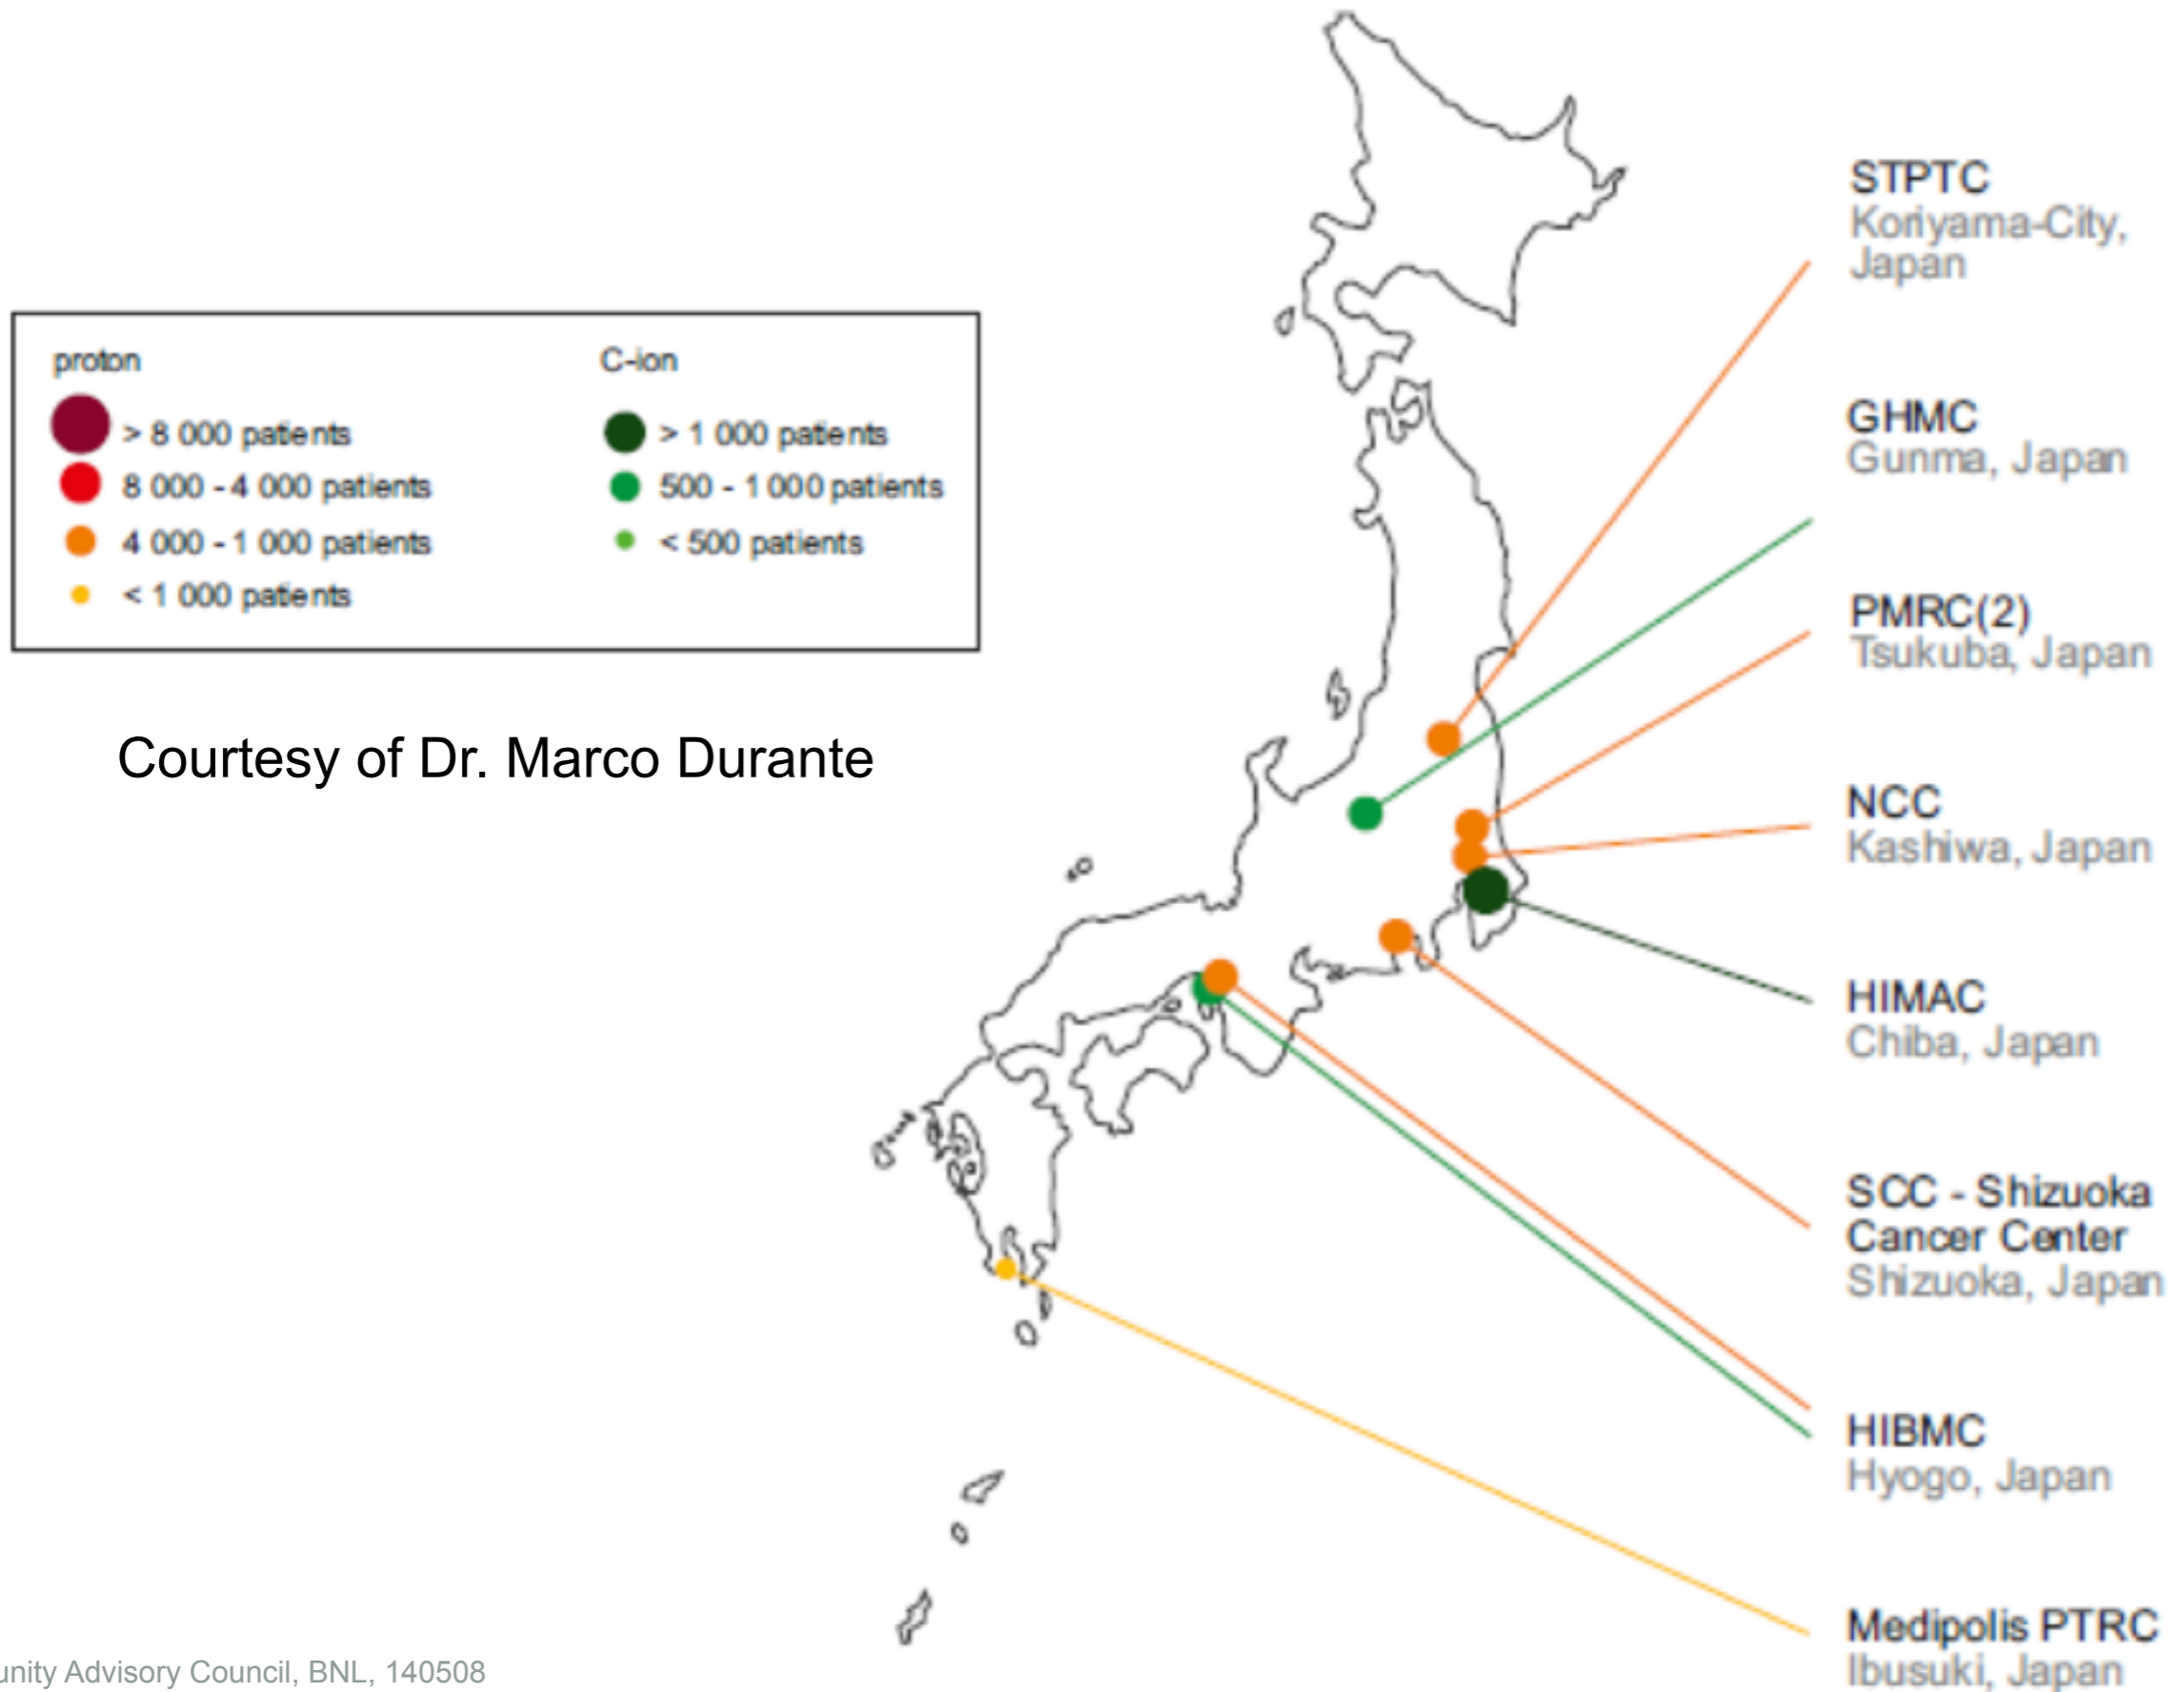 proton
> 8 000 patients
8 000 - 4 000 patients
4 000 - 1 000 patients
< 1 000 patients
C-ion
> 1 000 patients
500 - 1 000 patients
< 500 patients
Courtesy of Dr. Marco Durante
STPTC
Koriyama-City,
Japan
GHMC
Gunma, Japan
PMRC(2)
Tsukuba, Japan
NCC
Kashiwa, Japan
HIMAC
Chiba, Japan
SCC - Shizuoka
Cancer Center
Shizuoka, Japan
HIBMC
Hyogo, Japan
Medipolis PTRC
Ibusuki, Japan
unity Advisory Council, BNL, 140508